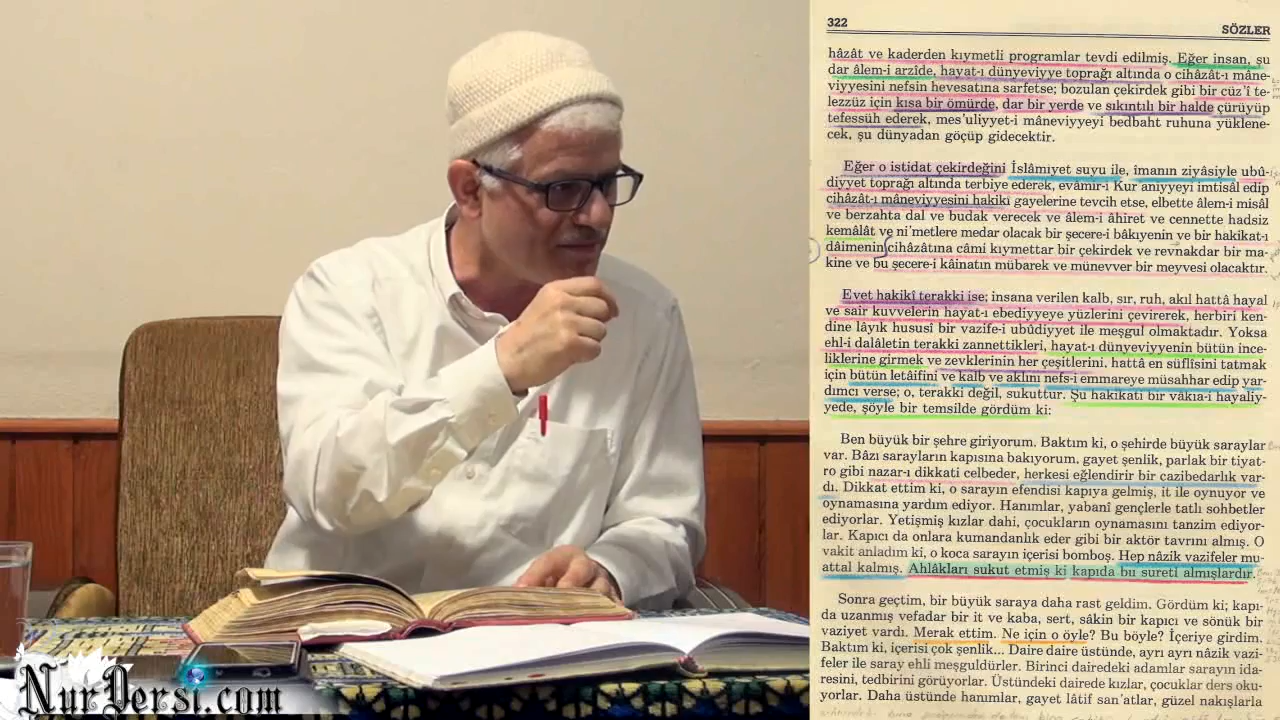 322
SÖZLER
hâzât ve kaderden kıymetli programlar tevdi edilmiş. Eğer insan, şu
dar âlem-i arzîde, hayat-ı dünyeviyye toprağı altında o cihâzât-ı mâne-
viyyesini nefsin hevesatına sarfetse; bozulan çekirdek gibi bir cüz'î te-
lezzüz için kısa bir ömürde, dar bir yerde ve sıkıntılı bir halde çürüyüp
tefessüh ederek, mes'uliyyet-i mâneviyyeyi bedbaht ruhuna yüklene-
cek, şu dünyadan göçüp gidecektir.
Eğer o istidat çekirdeğini İslâmiyet suyu ile, îmanın ziyâsiyle ubû-
diyyet toprağı altında terbiye ederek, evâmir-i Kur'aniyyeyi imtisâl edip
cihâzât-ı mâneviyyesini hakikî gayelerine tevcih etse, elbette âlem-i misâl
ve berzahta dal ve budak verecek ve âlem-i âhiret ve cennette hadsiz
kemâlât ve ni'metlere medar olacak bir şecere-i bâkıyenin ve bir hakikat-ı
dâimenin cihâzâtına câmi kıymettar bir çekirdek ve revnakdar bir ma-
kine ve bu şecere-i kâinatın mübarek ve münevver bir meyvesi olacaktır.
Evet hakikî terakki ise; insana verilen kalb, sır, ruh, akıl hattâ hayal
ve sair kuvvelerin hayat-ı ebediyyeye yüzlerini çevirerek, herbiri ken-
dine lâyık hususi bir vazife-i ubûdiyyet ile meşgul olmaktadır. Yoksa
ehl-i dalâletin terakki zannettikleri, hayat-ı dünyeviyyenin bütün ince-
liklerine girmek ve zevklerinin her çeşitlerini, hattâ en süflîsini tatmak
için bütün letâifini ve kalb ve aklını nefs-i emmareye müsahhar edip yar-
dımcı verse; o, terakki değil, sukuttur. Şu hakikati bir vâkıa-i hayaliy-
yede, şöyle bir temsilde gördüm ki:
Ben büyük bir şehre giriyorum. Baktım ki, o şehirde büyük saraylar
var. Bâzı sarayların kapısına bakıyorum, gayet şenlik, parlak bir tiyat-
ro gibi nazar-ı dikkati celbeder, herkesi eğlendirir bir cazibedarlık var-
dı. Dikkat ettim ki, o sarayın efendisi kapıya gelmiş, it ile oynuyor ve
oynamasına yardım ediyor. Hanımlar, yabanî gençlerle tatlı sohbetler
ediyorlar. Yetişmiş kızlar dahi, çocukların oynamasını tanzim ediyor-
lar. Kapıcı da onlara kumandanlık eder gibi bir aktör tavrını almış. O
vakit anladım ki, o koca sarayın içerisi bomboş. Hep nâzik vazifeler mu-
attal kalmış. Ahlâkları sukut etmiş ki kapıda bu sureti almışlardır.
Sonra geçtim, bir büyük saraya daha rast geldim. Gördüm ki; kapı-
da uzanmış vefadar bir it ve kaba, sert, sâkin bir kapıcı ve sönük bir
vaziyet vardı. Merak ettim. Ne için o öyle? Bu böyle? İçeriye girdim.
Baktım ki, içerisi çok şenlik... Daire daire üstünde, ayrı ayrı nâzik vazi-
feler ile saray ehli meşguldürler. Birinci dairedeki adamlar sarayın ida-
resini, tedbirini görüyorlar. Üstündeki dairede kızlar, çocuklar ders oku-
yorlar. Daha üstünde hanımlar, gayet lâtif san'atlar, güzel nakışlarla
NurDersi.com